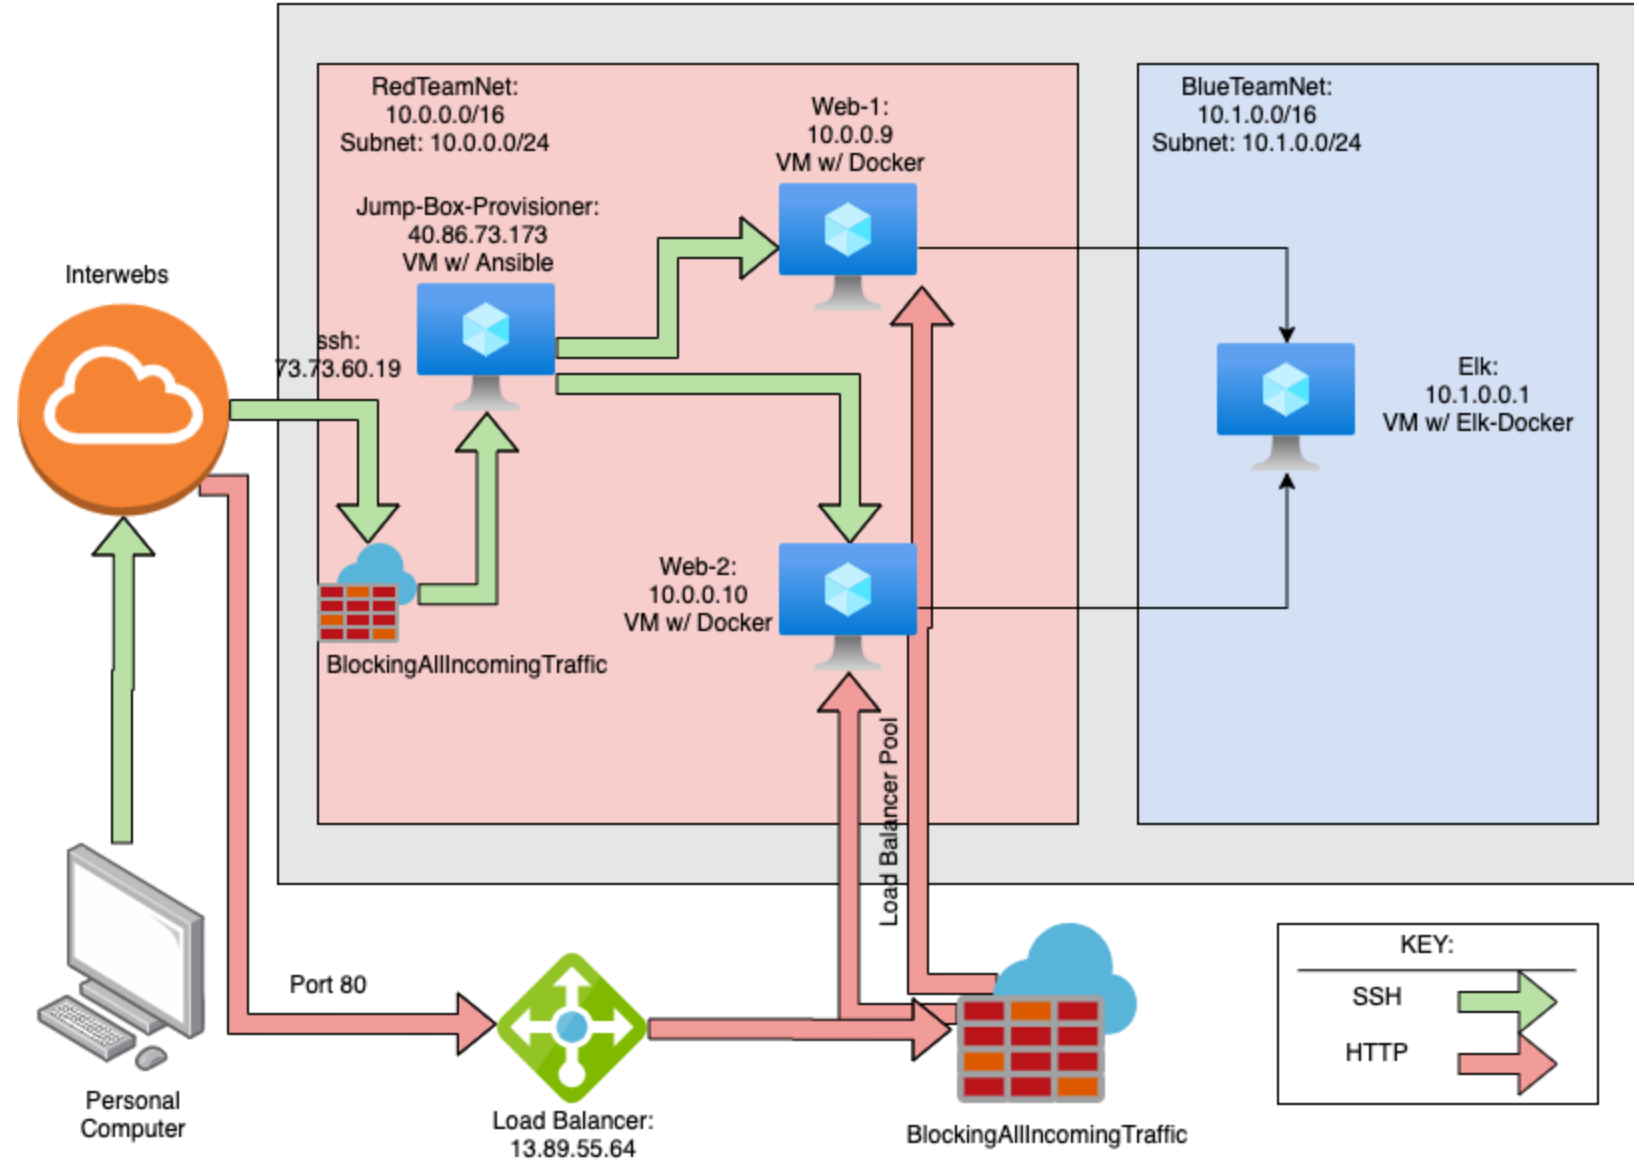 RedTeamNet:
10.0.0.0/16
Subnet: 10.0.0.0/24
Web-1:
10.0.0.9
VM w/ Docker
BlueTeamNet:
10.1.0.0/16
Subnet: 10.1.0.0/24
Jump-Box-Provisioner:
40.86.73.173
VM w/ Ansible
Interwebs
ssh:
73.73.60.19
Elk:
10.1.0.0.1
VM w/ Elk-Docker
Web-2:
10.0.0.10
VM w/ Docker
BlockingAllIncomingTraffic
Load Balancer Pool
Port 80
KEY:
SSH
HTTP
Personal
Computer
Load Balancer:
13.89.55.64
BlockingAllIncomingTraffic